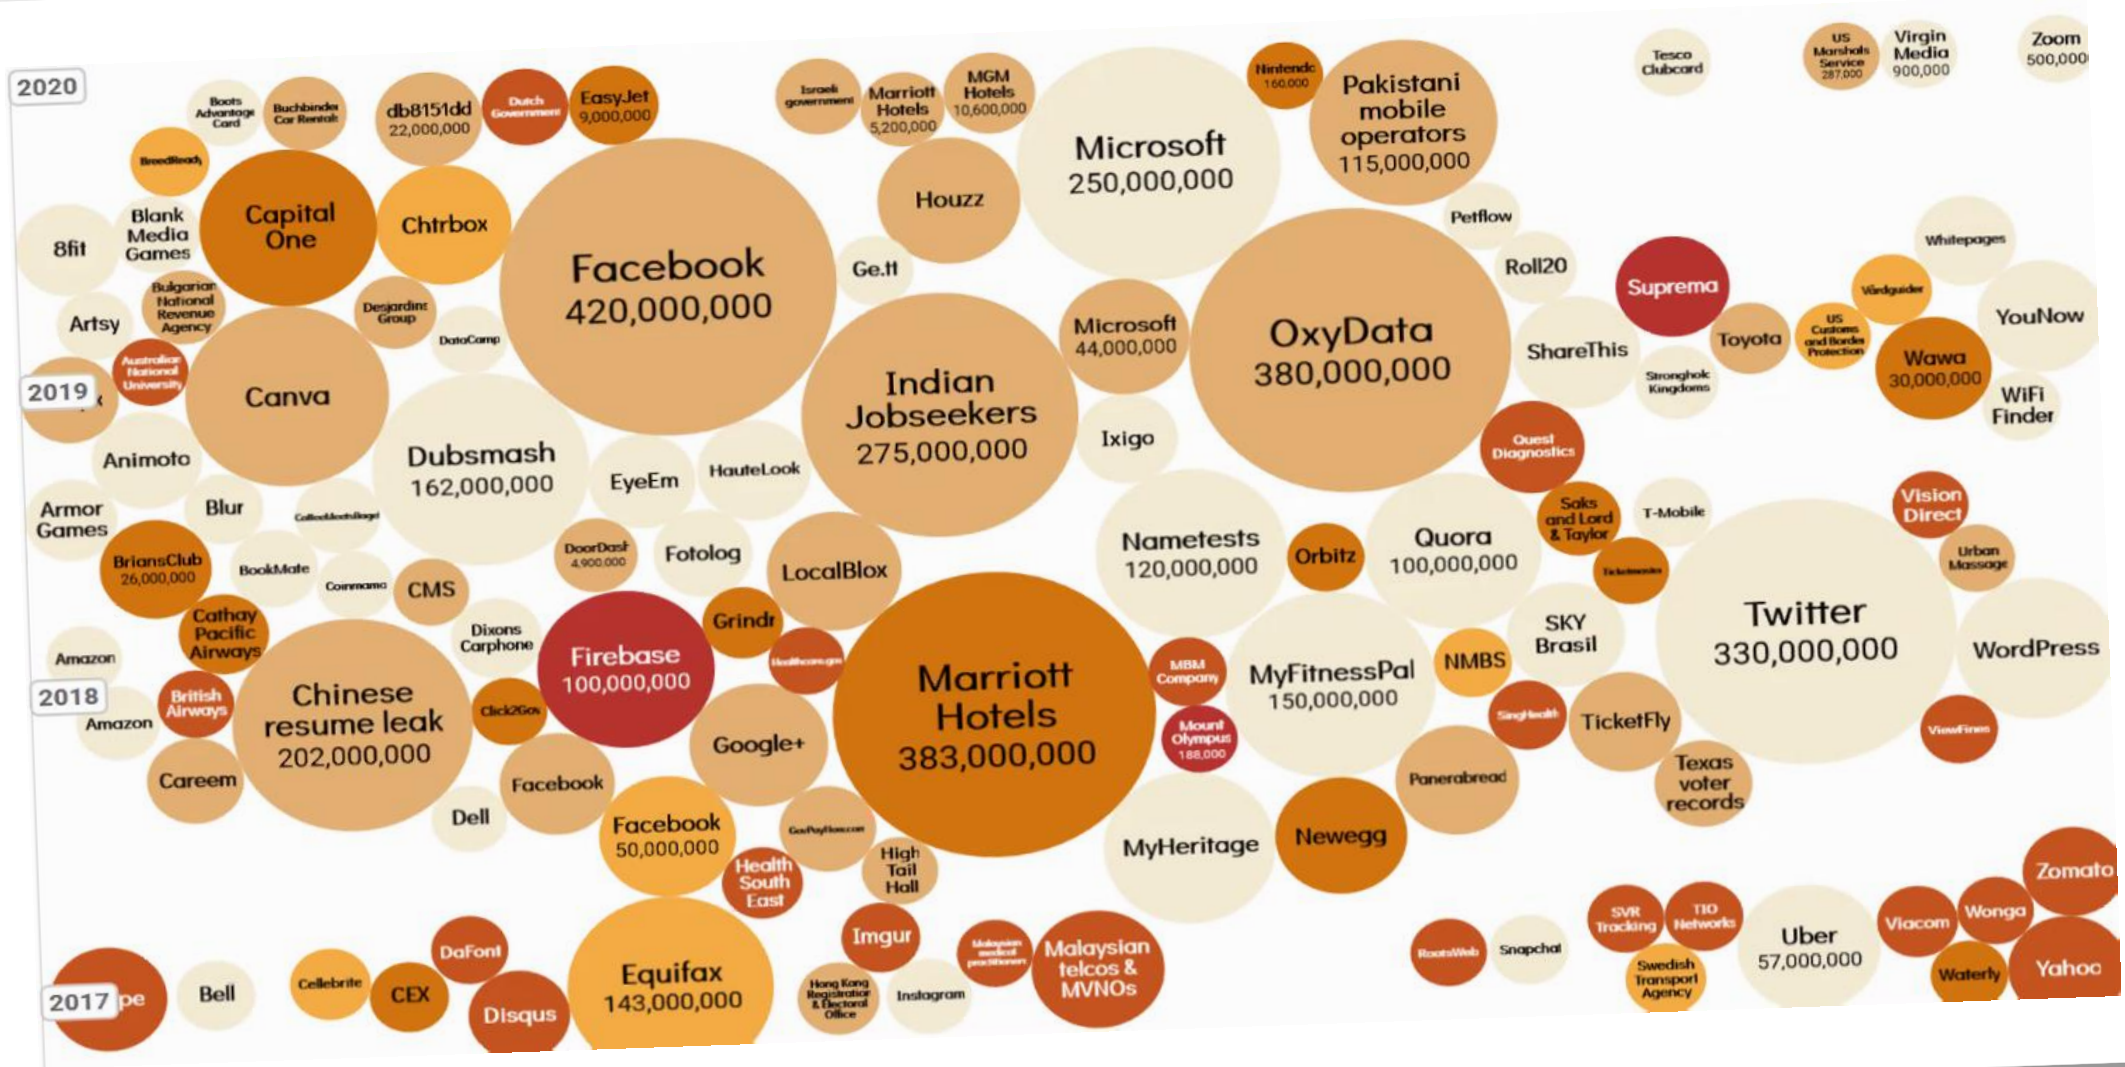 2020
Boots
Advantage
Card
Buchbinder
Car Rentals
db8151dd
22,000,000
Dutch
Government
EasyJet
9,000,000
Israeli
government
Marriott
Hotels
5,200,000
MGM
Hotels
10,600,000
Microsoft
250,000,000
Nintendo
160,000
Pakistani
mobile
operators
115,000,000
Tesco
Clubcard
US
Marshals
Service
287,000
Virgin
Media
900,000
Zoom
500,000
BreedReady
8fit
Blank
Media
Games
Capital
One
Chtrbox
Facebook
420,000,000
Houzz
Ge.tt
Petflow
Roll20
Suprema
Whitepages
Vårdguiden
YouNow
Artsy
Bulgarian
National
Revenue
Agency
Desjardins
Group
DataCamp
Microsoft
44,000,000
OxyData
380,000,000
ShareThis
Stronghold
Kingdoms
Toyota
US
Customs
and Border
Protection
Wawa
30,000,000
WiFi
Finder
2019
Australian
National
University
Canva
Indian
Jobseekers
275,000,000
Ixigo
Quest
Diagnostics
Animoto
Dubsmash
162,000,000
EyeEm
HauteLook
Armor
Games
Blur
CoffeeMeetsBagel
BriansClub
26,000,000
BookMate
Coinmama
CMS
DoorDash
4,900,000
Fotolog
LocalBlox
Nametests
120,000,000
Orbitz
Quora
100,000,000
Saks
and Lord
& Taylor
T-Mobile
Ticketmaster
Twitter
330,000,000
Vision
Direct
Urban
Massage
WordPress
Cathay
Pacific
Airways
Dixons
Carphone
Firebase
100,000,000
Grindr
Healthcare.gov
Marriott
Hotels
383,000,000
MBM
Company
MyFitnessPal
150,000,000
NMBS
SKY
Brasil
Amazon
2018
Amazon
British
Airways
Chinese
resume leak
202,000,000
Click2Gov
Google+
Mount
Olympus
188,000
SingHealth
TicketFly
ViewFines
Careem
Dell
Facebook
Facebook
50,000,000
GovPayNow.com
High
Tail
Hall
MyHeritage
Newegg
Panerabread
Texas
voter
records
Health
South
East
2017
pe
Bell
Cellebrite
CEX
DaFont
Disqus
Equifax
143,000,000
Imgur
Hong Kong
Registration
& Electoral
Office
Instagram
Malaysian
medical
practitioners
Malaysian
telcos &
MVNOs
RootsWeb
Snapchat
SVR
Tracking
TIO
Networks
Swedish
Transport
Agency
Uber
57,000,000
Viacom
Wonga
Waterly
Zomato
Yahoo